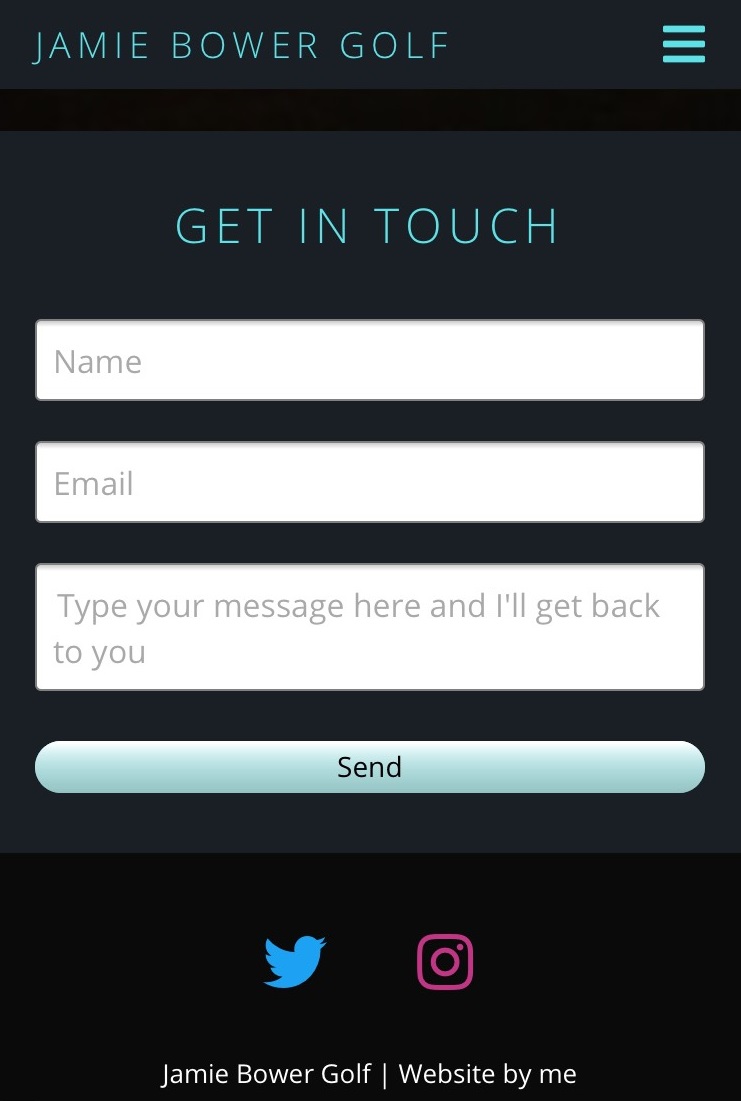 JAMIE BOWER GOLF
GET IN TOUCH
Name
Email
Type your message here and I'll get back
to you
Send
Jamie Bower Golf | Website by me